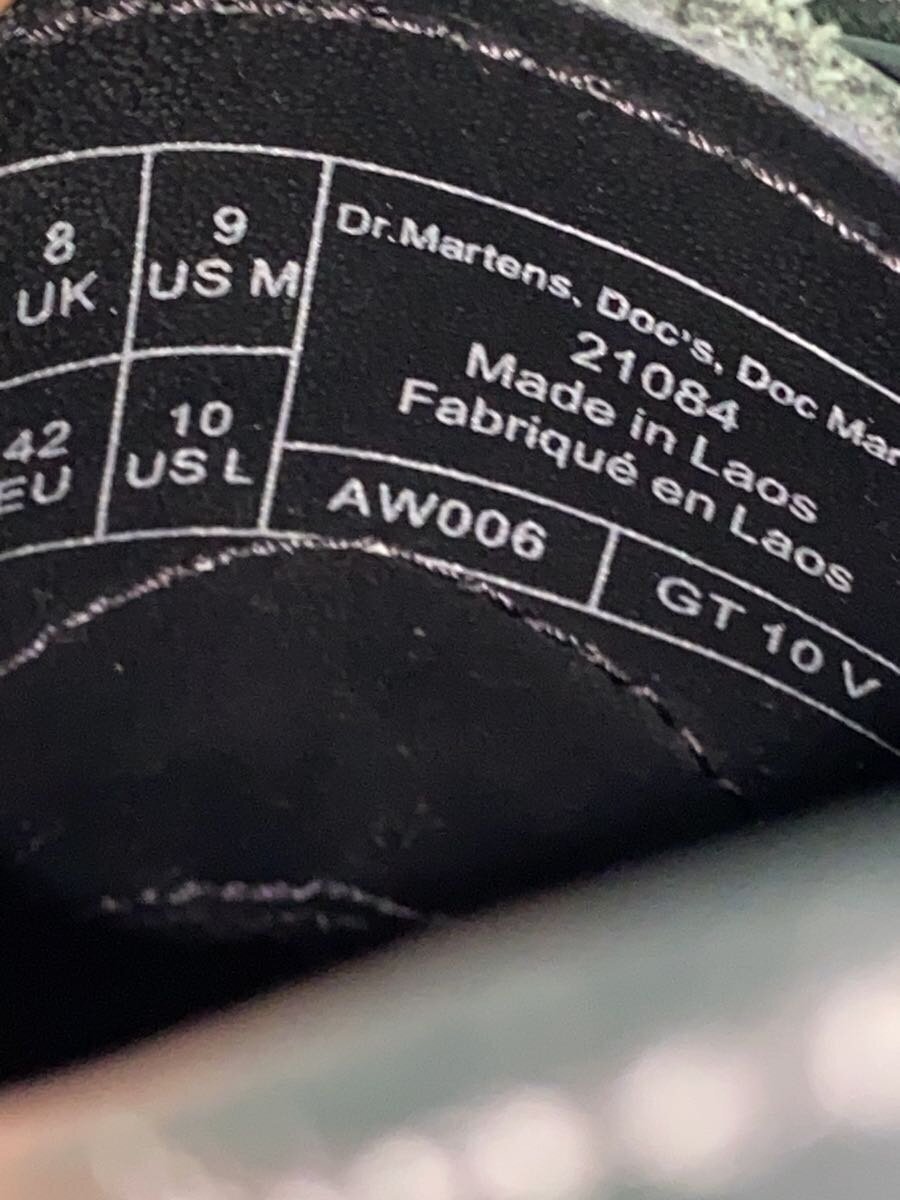 8
UK
9
US M
42
EU
10
US L
Dr.Martens, Doc's, Doc Mar
21084
Made in Laos
Fabriqué en Laos
AW006
GT 10 V